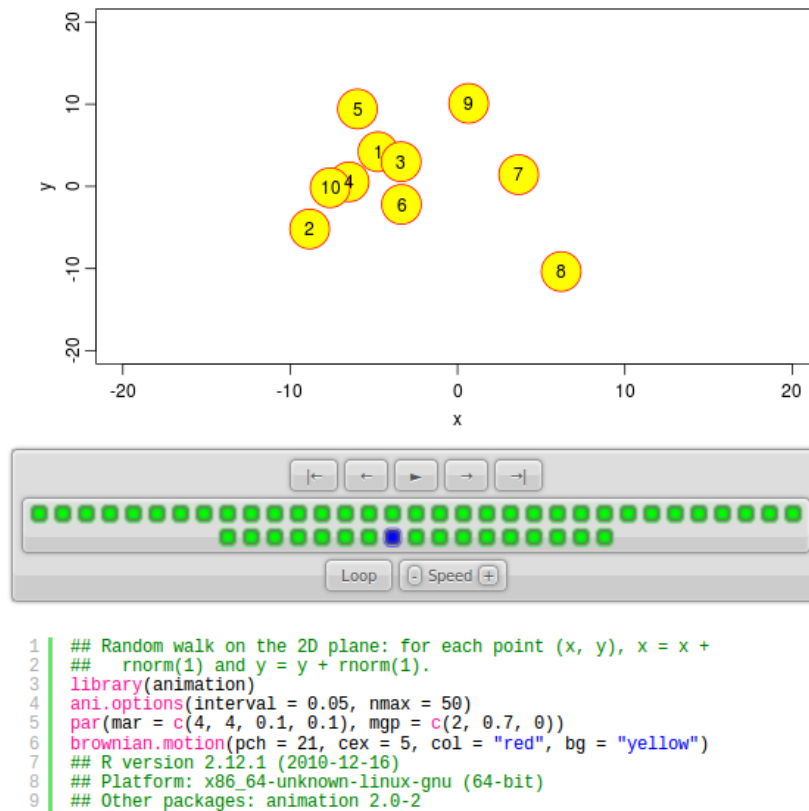 20
10
0
-10
-20
y
5
9
1
3
7
10
4
6
2
8
-20
-10
0
10
20
x
|←
←
►
→
→|
Loop
- Speed +
1 ## Random walk on the 2D plane: for each point (x, y), x = x +
2 ##   rnorm(1) and y = y + rnorm(1).
3 library(animation)
4 ani.options(interval = 0.05, nmax = 50)
5 par(mar = c(4, 4, 0.1, 0.1), mgp = c(2, 0.7, 0))
6 brownian.motion(pch = 21, cex = 5, col = "red", bg = "yellow")
7 ## R version 2.12.1 (2010-12-16)
8 ## Platform: x86_64-unknown-linux-gnu (64-bit)
9 ## Other packages: animation 2.0-2